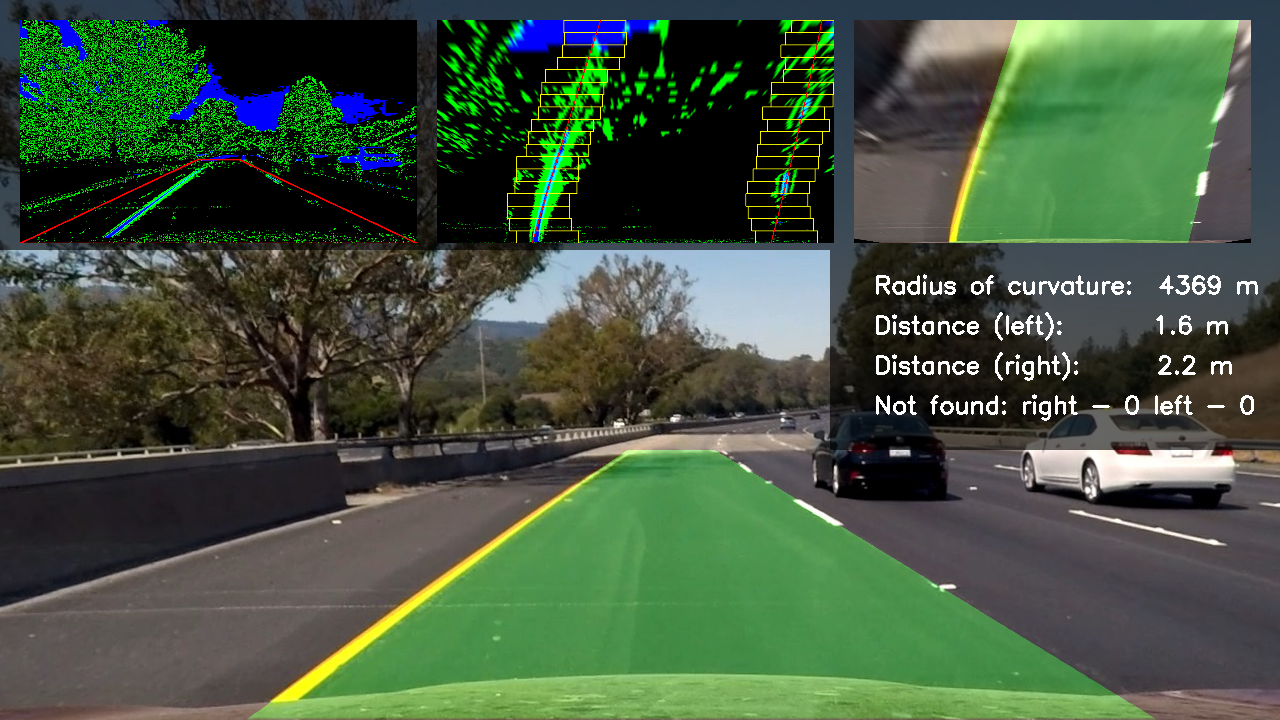 Radius of curvature: 4369 m
Distance (left): 1.6 m
Distance (right): 2.2 m
Not found: right – 0 left – 0